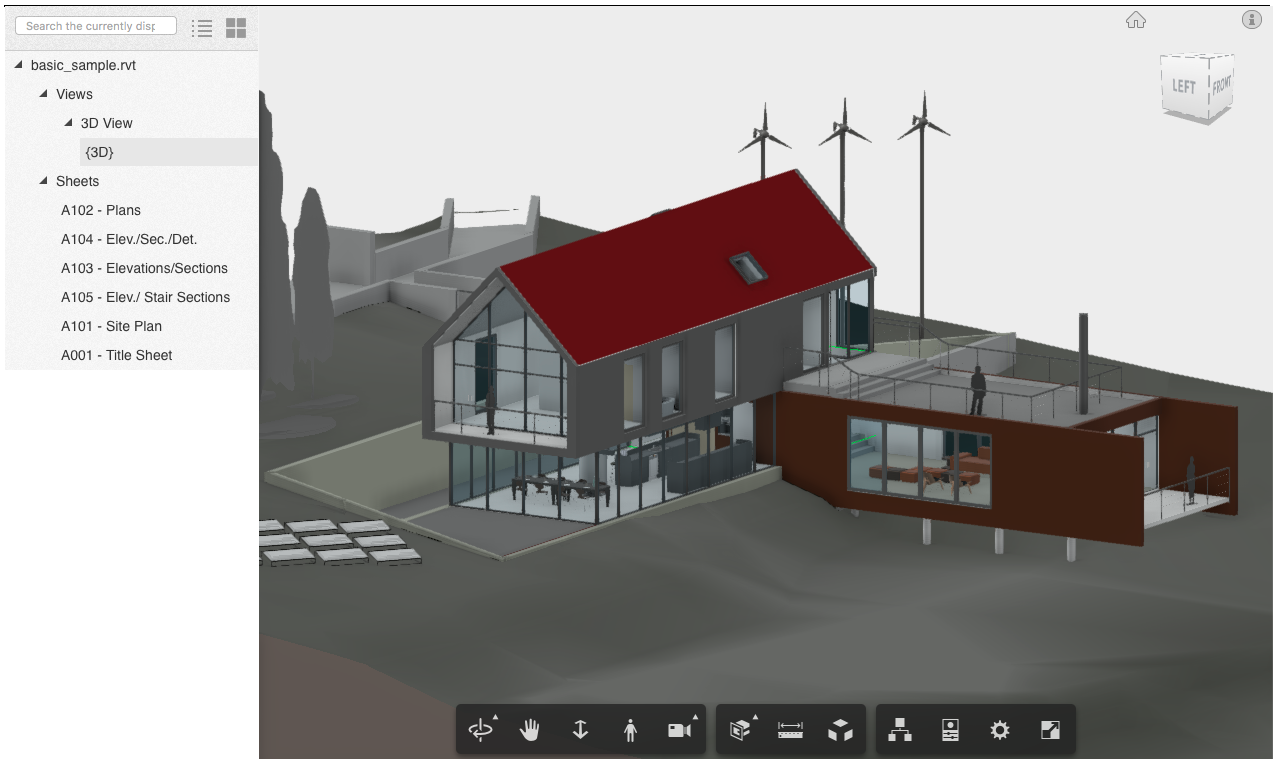 Search the currently disp
basic_sample.rvt
Views
3D View
{3D}
Sheets
A102 - Plans
A104 - Elev./Sec./Det.
A103 - Elevations/Sections
A105 - Elev./ Stair Sections
A101 - Site Plan
A001 - Title Sheet
LEFT
FRONT